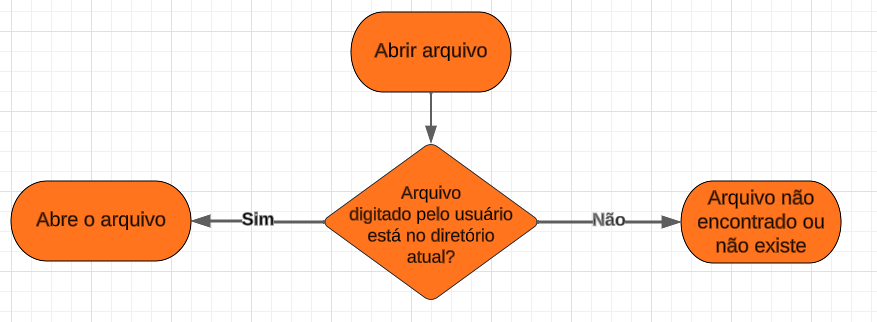 Abrir arquivo
Arquivo
digitado pelo usuário
está no diretório
atual?
Abre o arquivo
Sim
Não
Arquivo não
encontrado ou
não existe